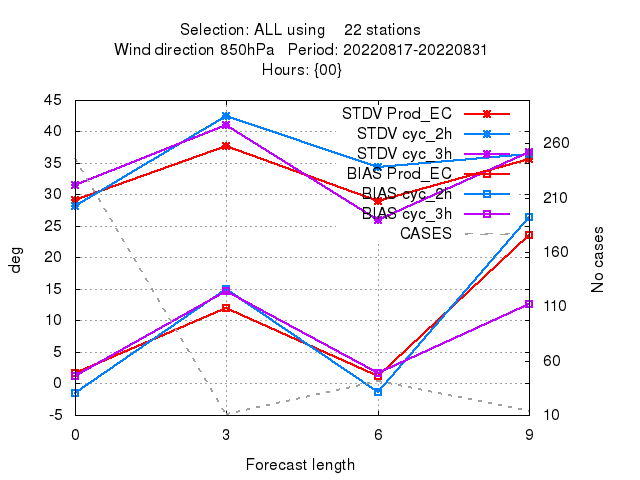 Selection: ALL using    22 stations
Wind direction 850hPa   Period: 20220817-20220831
Hours: {00}
45
40
35
30
25
20
15
10
5
0
-5
deg
STDV Prod_EC
STDV cyc_2h
STDV cyc_3h
BIAS Prod_EC
BIAS cyc_2h
BIAS cyc_3h
CASES
260
210
160
110
60
10
No cases
0 3 6 9
Forecast length